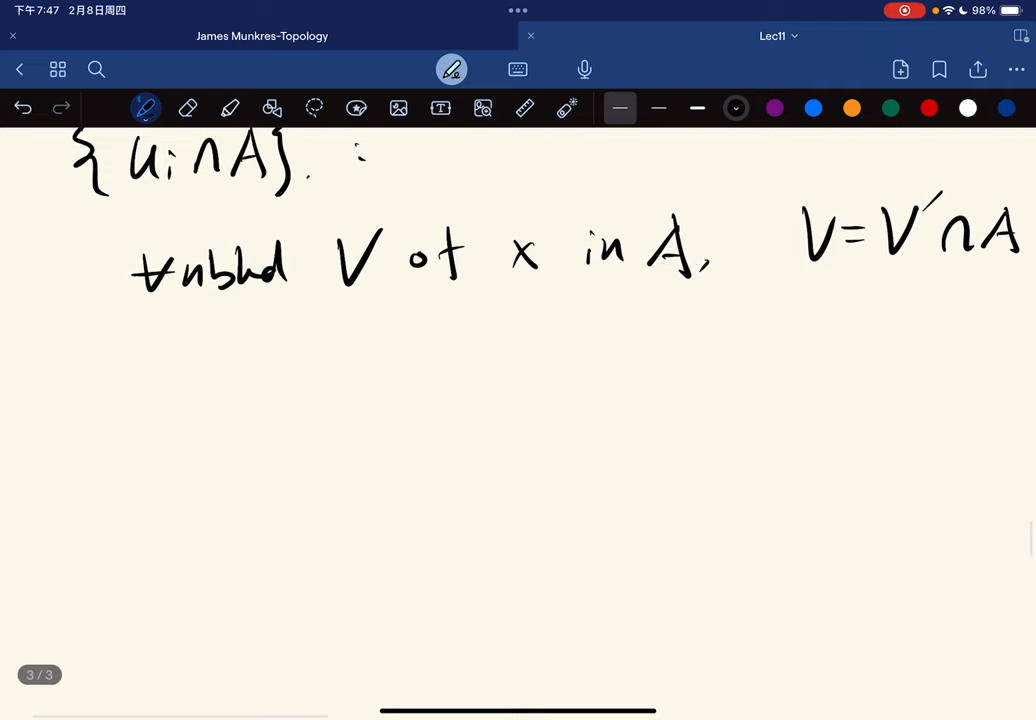 下午7:47 2月8日周四
98%
James Munkres-Topology
Lec11
{ Ui ∩ A }. :
∀ nbhd V of x in A, V = V' ∩ A
3 / 3